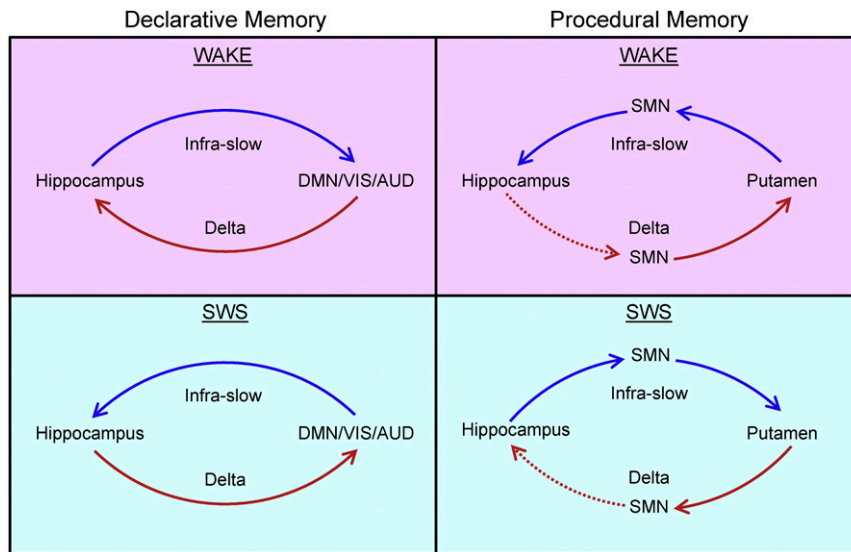 Declarative Memory
Procedural Memory
WAKE
Infra-slow
Hippocampus
DMN/VIS/AUD
Delta
WAKE
SMN
Infra-slow
Hippocampus
Putamen
Delta
SMN
SWS
Infra-slow
Hippocampus
DMN/VIS/AUD
Delta
SWS
SMN
Infra-slow
Hippocampus
Putamen
Delta
SMN